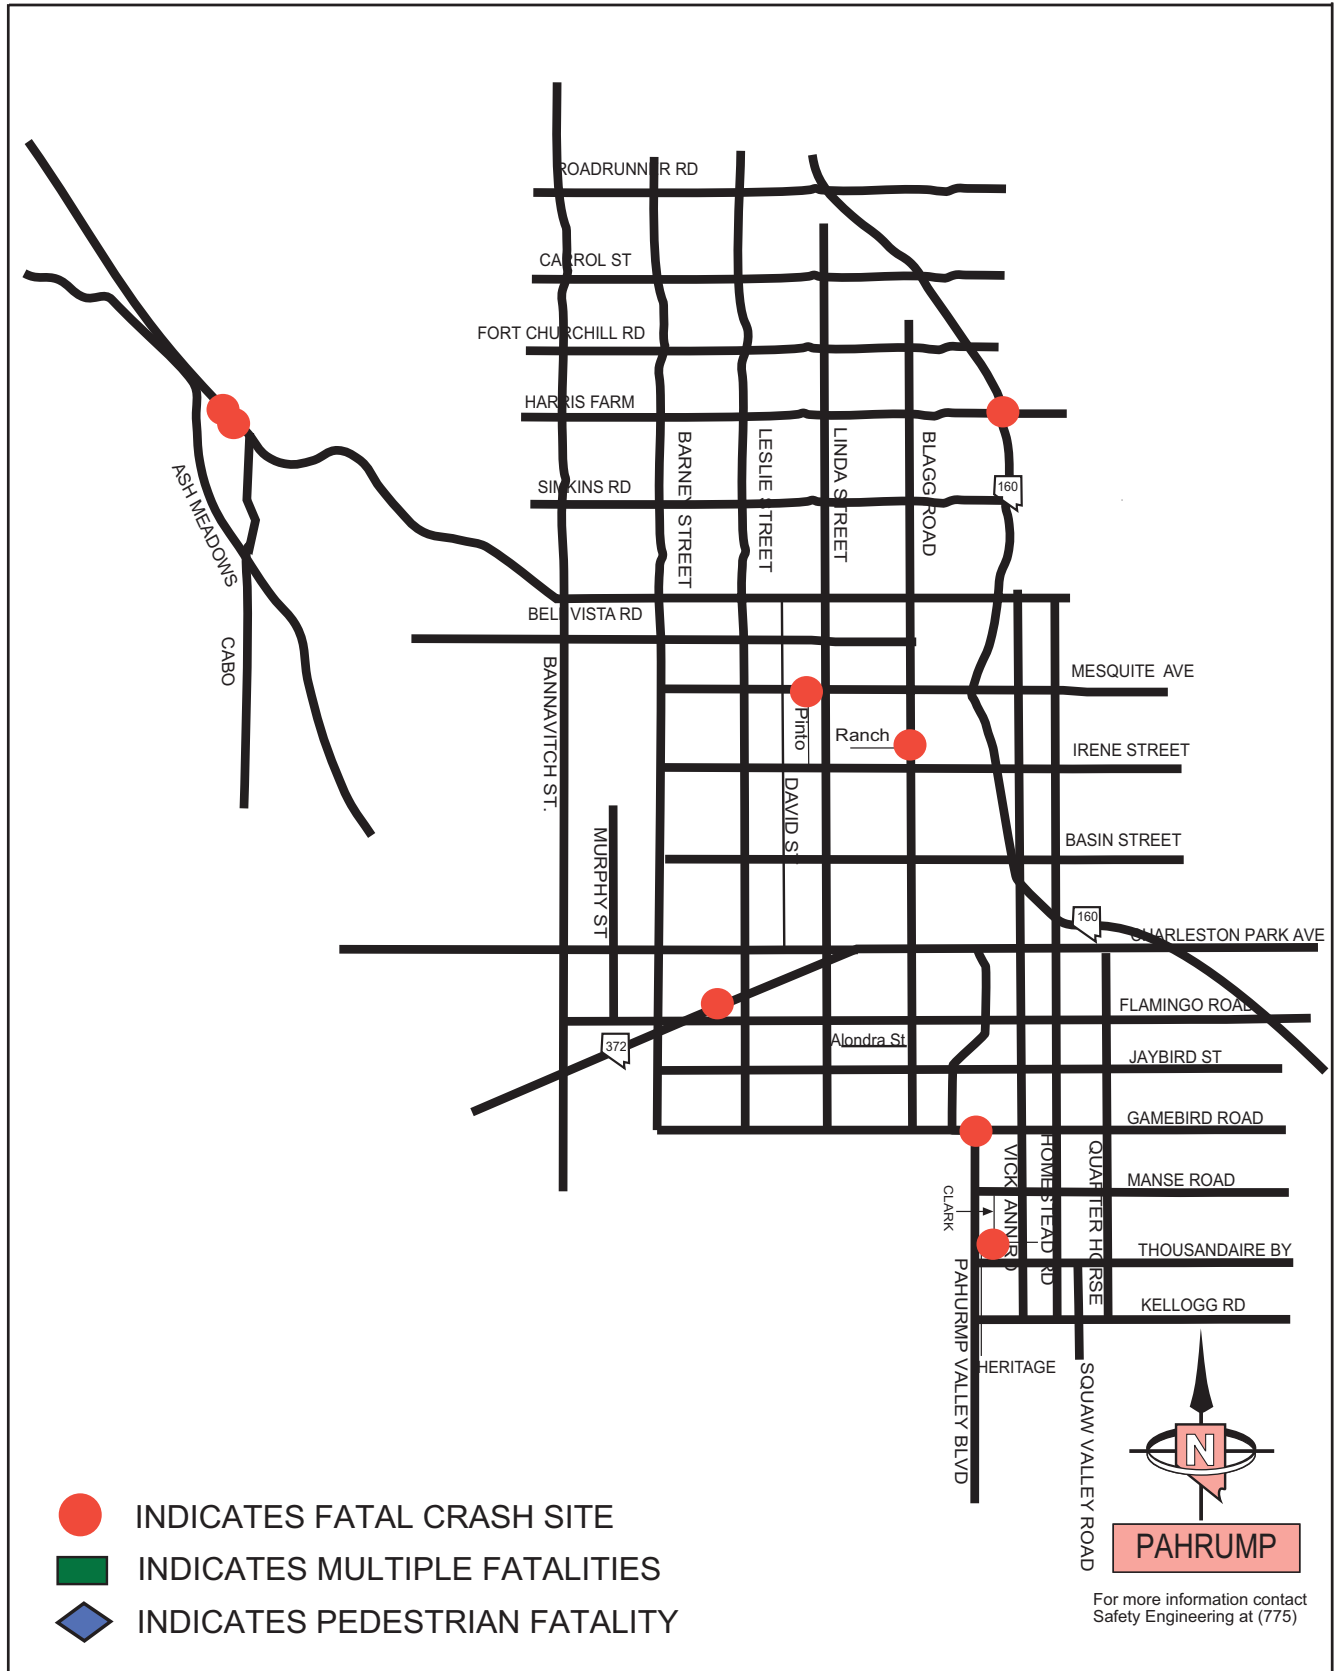 ROADRUNNER RD
CARROL ST
FORT CHURCHILL RD
HARRIS FARM
SIMKINS RD
BARNEY STREET
LESLIE STREET
LINDA STREET
BLAGG ROAD
160
ASH MEADOWS
CABO
BELL VISTA RD
BANNAVITCH ST.
MESQUITE AVE
Pinto
Ranch
IRENE STREET
DAVID ST
MURPHY ST
BASIN STREET
160
CHARLESTON PARK AVE
FLAMINGO ROAD
372
Alondra St
JAYBIRD ST
GAMEBIRD ROAD
VICKI ANN RD
HOMESTEAD RD
QUARTER HORSE
MANSE ROAD
CLARK
THOUSANDAIRE BY
PAHURMP VALLEY BLVD
KELLOGG RD
HERITAGE
SQUAW VALLEY ROAD
N
PAHRUMP
For more information contact
Safety Engineering at (775)
INDICATES FATAL CRASH SITE
INDICATES MULTIPLE FATALITIES
INDICATES PEDESTRIAN FATALITY